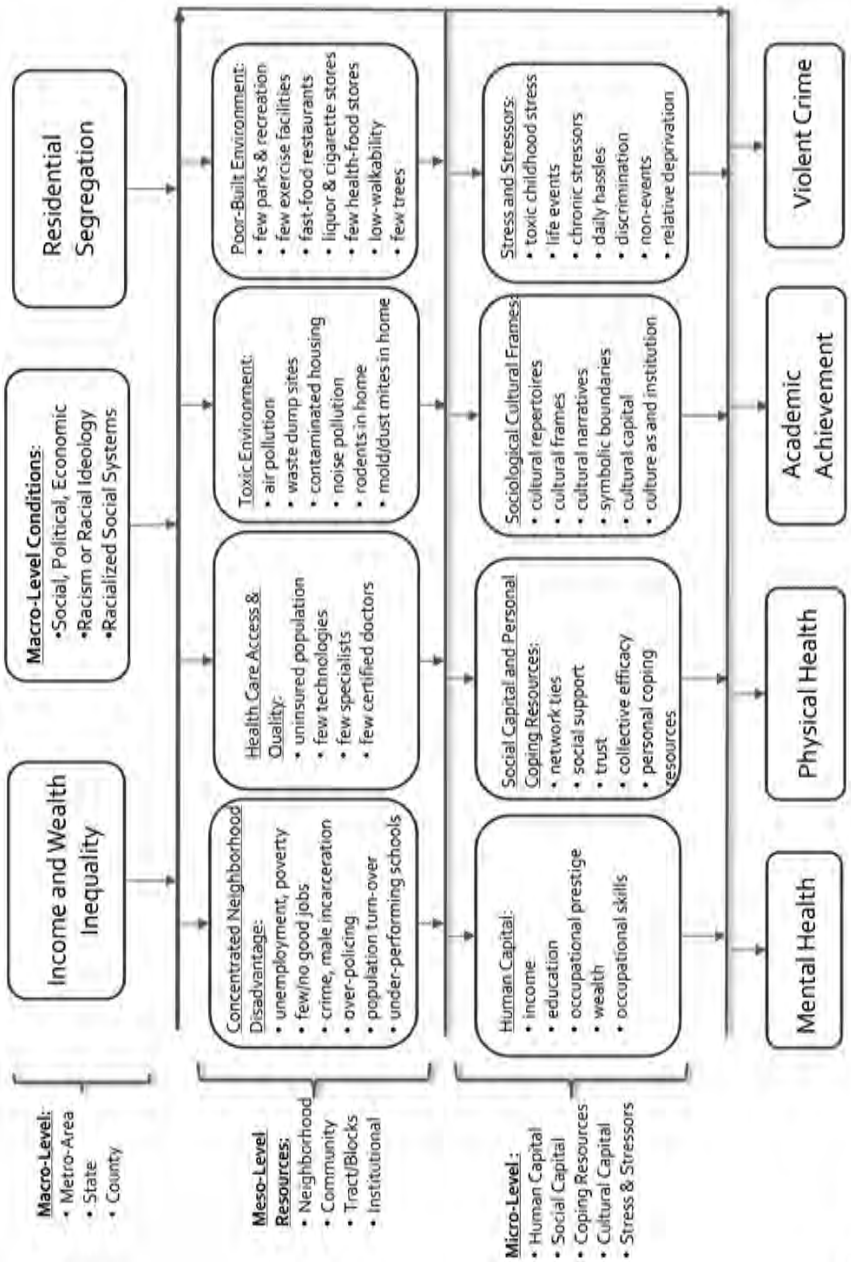 Macro-Level:
• Metro-Area
• State
• County
Income and Wealth
Inequality
Macro-Level Conditions:
•Social, Political, Economic
•Racism or Racial Ideology
•Racialized Social Systems
Residential
Segregation
Meso-Level
Resources:
• Neighborhood
• Community
• Tract/Blocks
• Institutional
Concentrated Neighborhood
Disadvantage:
• unemployment, poverty
• few/no good jobs
• crime, male incarceration
• over-policing
• population turn-over
• under-performing schools
Health Care Access &
Quality:
• uninsured population
• few technologies
• few specialists
• few certified doctors
Toxic Environment:
• air pollution
• waste dump sites
• contaminated housing
• noise pollution
• rodents in home
• mold/dust mites in home
Poor-Built Environment:
• few parks & recreation
• few exercise facilities
• fast-food restaurants
• liquor & cigarette stores
• few health-food stores
• low-walkability
• few trees
Micro-Level :
• Human Capital
• Social Capital
• Coping Resources
• Cultural Capital
• Stress & Stressors
Human Capital:
• income
• education
• occupational prestige
• wealth
• occupational skills
Social Capital and Personal
Coping Resources:
• network ties
• social support
• trust
• collective efficacy
• personal coping
resources
Sociological Cultural Frames:
• cultural repertoires
• cultural frames
• cultural narratives
• symbolic boundaries
• cultural capital
• culture as and institution
Stress and Stressors:
• toxic childhood stress
• life events
• chronic stressors
• daily hassles
• discrimination
• non-events
• relative deprivation
Mental Health
Physical Health
Academic
Achievement
Violent Crime